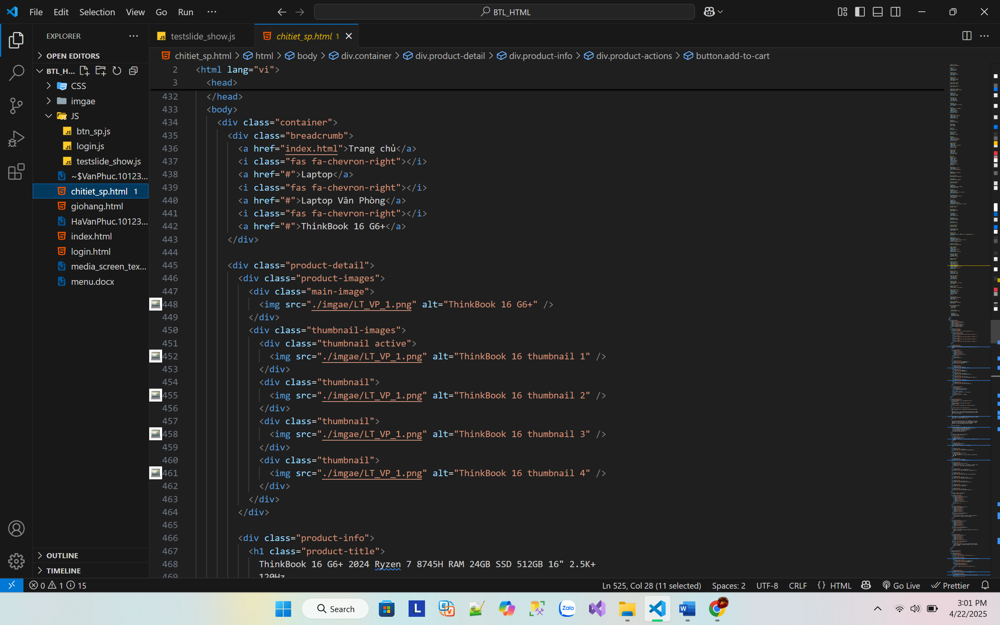 File Edit Selection View Go Run ··· BTL_HTML
EXPLORER ···
OPEN EDITORS
BTL_H...
CSS
imgae
JS
btn_sp.js
login.js
testslide_show.js
~$VanPhuc.10123...
chitiet_sp.html 1
giohang.html
HaVanPhuc.10123...
index.html
login.html
media_screen_tex...
menu.docx
OUTLINE
TIMELINE
testslide_show.js chitiet_sp.html 1
chitiet_sp.html > html > body > div.container > div.product-detail > div.product-info > div.product-actions > button.add-to-cart
2 <html lang="vi">
3 <head>
432 </head>
433 <body>
434 <div class="container">
435 <div class="breadcrumb">
436 <a href="index.html">Trang chủ</a>
437 <i class="fas fa-chevron-right"></i>
438 <a href="#">Laptop</a>
439 <i class="fas fa-chevron-right"></i>
440 <a href="#">Laptop Văn Phòng</a>
441 <i class="fas fa-chevron-right"></i>
442 <a href="#">ThinkBook 16 G6+</a>
443 </div>
444
445 <div class="product-detail">
446 <div class="product-images">
447 <div class="main-image">
448 <img src="./imgae/LT_VP_1.png" alt="ThinkBook 16 G6+" />
449 </div>
450 <div class="thumbnail-images">
451 <div class="thumbnail active">
452 <img src="./imgae/LT_VP_1.png" alt="ThinkBook 16 thumbnail 1" />
453 </div>
454 <div class="thumbnail">
455 <img src="./imgae/LT_VP_1.png" alt="ThinkBook 16 thumbnail 2" />
456 </div>
457 <div class="thumbnail">
458 <img src="./imgae/LT_VP_1.png" alt="ThinkBook 16 thumbnail 3" />
459 </div>
460 <div class="thumbnail">
461 <img src="./imgae/LT_VP_1.png" alt="ThinkBook 16 thumbnail 4" />
462 </div>
463 </div>
464 </div>
465
466 <div class="product-info">
467 <h1 class="product-title">
468 ThinkBook 16 G6+ 2024 Ryzen 7 8745H RAM 24GB SSD 512GB 16" 2.5K+
469 120Hz
0 1 15 Ln 525, Col 28 (11 selected) Spaces: 2 UTF-8 CRLF {} HTML Go Live Prettier
Search L Zalo W 3:01 PM
4/22/2025